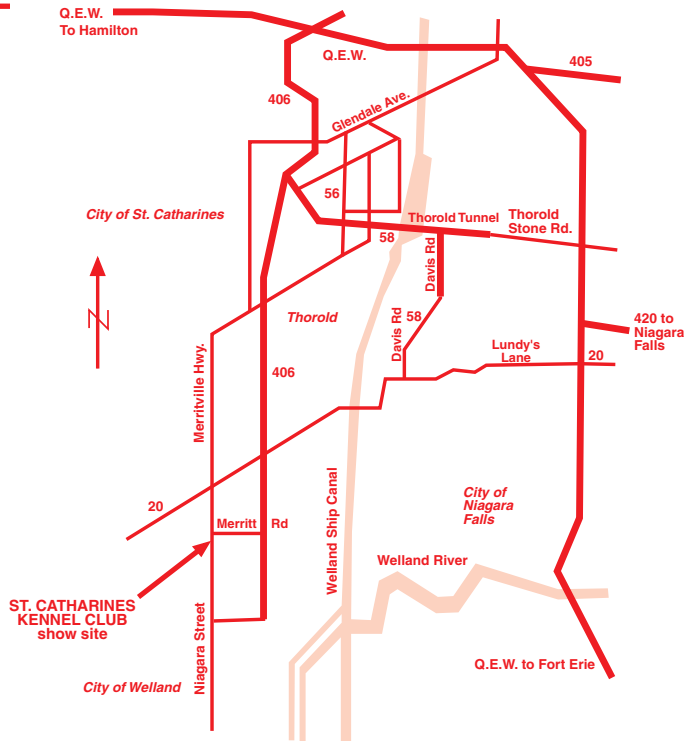 Q.E.W.
To Hamilton
Q.E.W.
405
406
Glendale Ave.
56
City of St. Catharines
Thorold Tunnel
Thorold
Stone Rd.
58
Davis Rd
N
Thorold
Davis Rd
58
420 to
Niagara
Falls
Lundy's
Lane
20
Merritville Hwy.
406
20
Merritt Rd
Welland Ship Canal
City of
Niagara
Falls
Welland River
ST. CATHARINES
KENNEL CLUB
show site
Niagara Street
Q.E.W. to Fort Erie
City of Welland